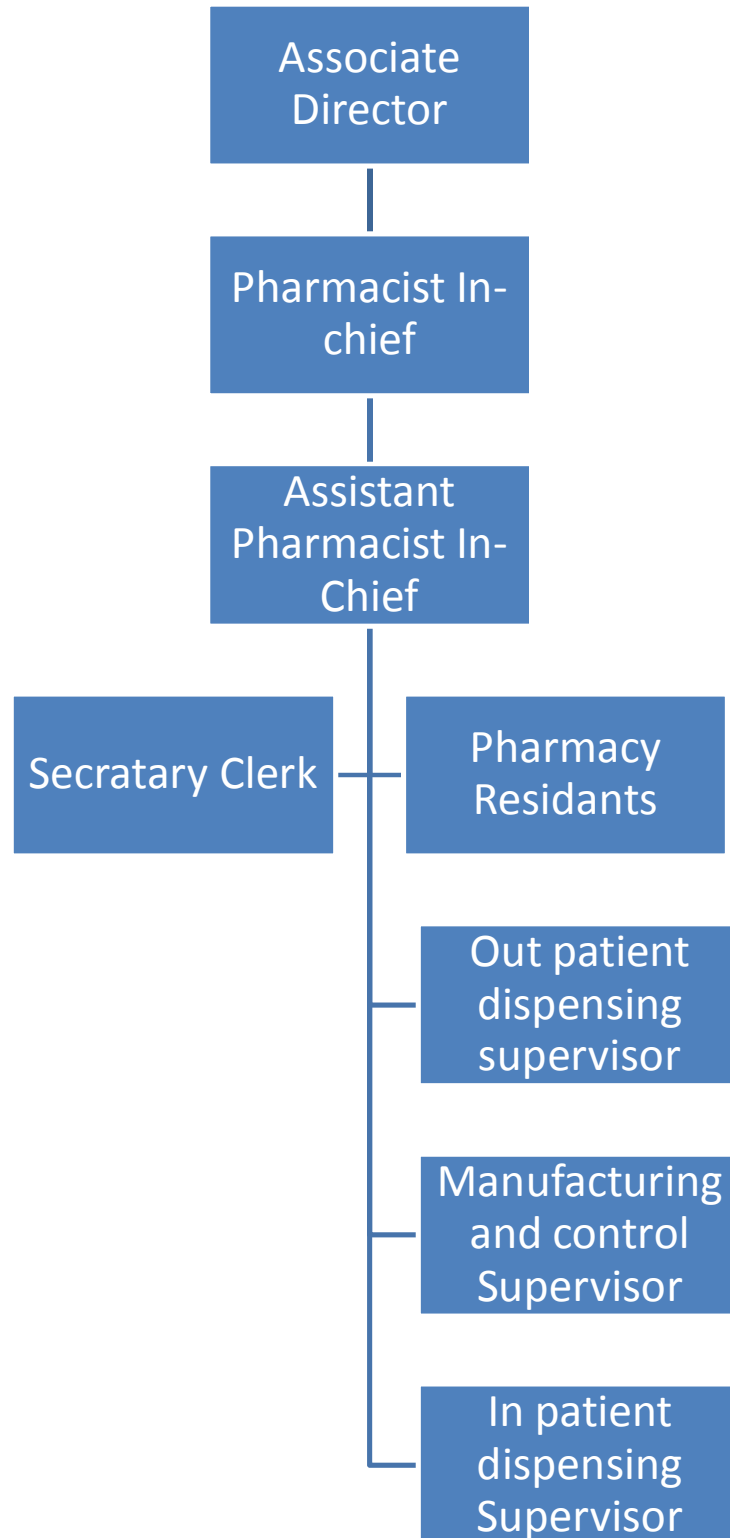 Associate
Director
Pharmacist In-
chief
Assistant
Pharmacist In-
Chief
Secratary Clerk
Pharmacy
Residants
Out patient
dispensing
supervisor
Manufacturing
and control
Supervisor
In patient
dispensing
Supervisor